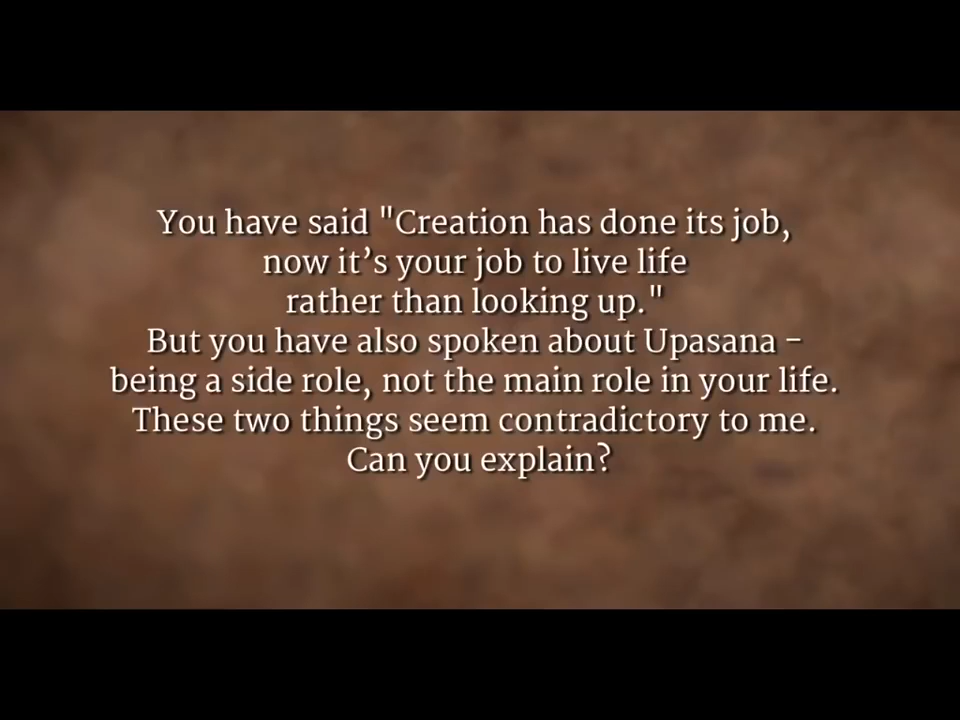 You have said "Creation has done its job,
now it’s your job to live life
rather than looking up."
But you have also spoken about Upasana -
being a side role, not the main role in your life.
These two things seem contradictory to me.
Can you explain?